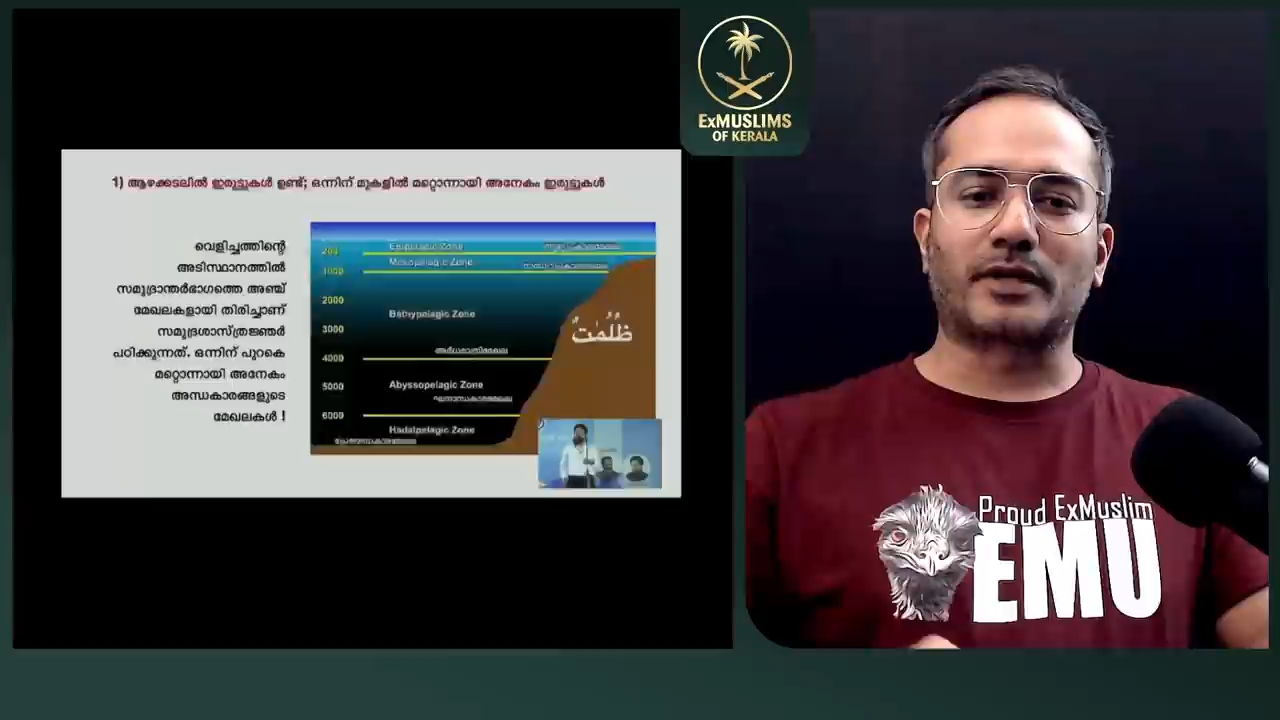 ExMUSLIMS
OF KERALA
1) ആഴക്കടലിൽ ഇരുട്ടുകൾ ഉണ്ട്; ഒന്നിന് മുകളിൽ മറ്റൊന്നായി അനേകം ഇരുട്ടുകൾ
വെളിച്ചത്തിന്റെ
അടിസ്ഥാനത്തിൽ
സമുദ്രാന്തർഭാഗത്തെ അഞ്ച്
മേഖലകളായി തിരിച്ചാണ്
സമുദ്രശാസ്ത്രജ്ഞർ
പഠിക്കുന്നത്. ഒന്നിന് പുറകെ
മറ്റൊന്നായി അനേകം
അന്ധകാരങ്ങളുടെ
മേഖലകൾ !
200 Epipelagic Zone
Mesopelagic Zone
1000
2000
Bathypelagic Zone
3000
ظُلُمَٰتٌ
4000
5000 Abyssopelagic Zone
6000
Hadalpelagic Zone
Proud ExMuslim
EMU